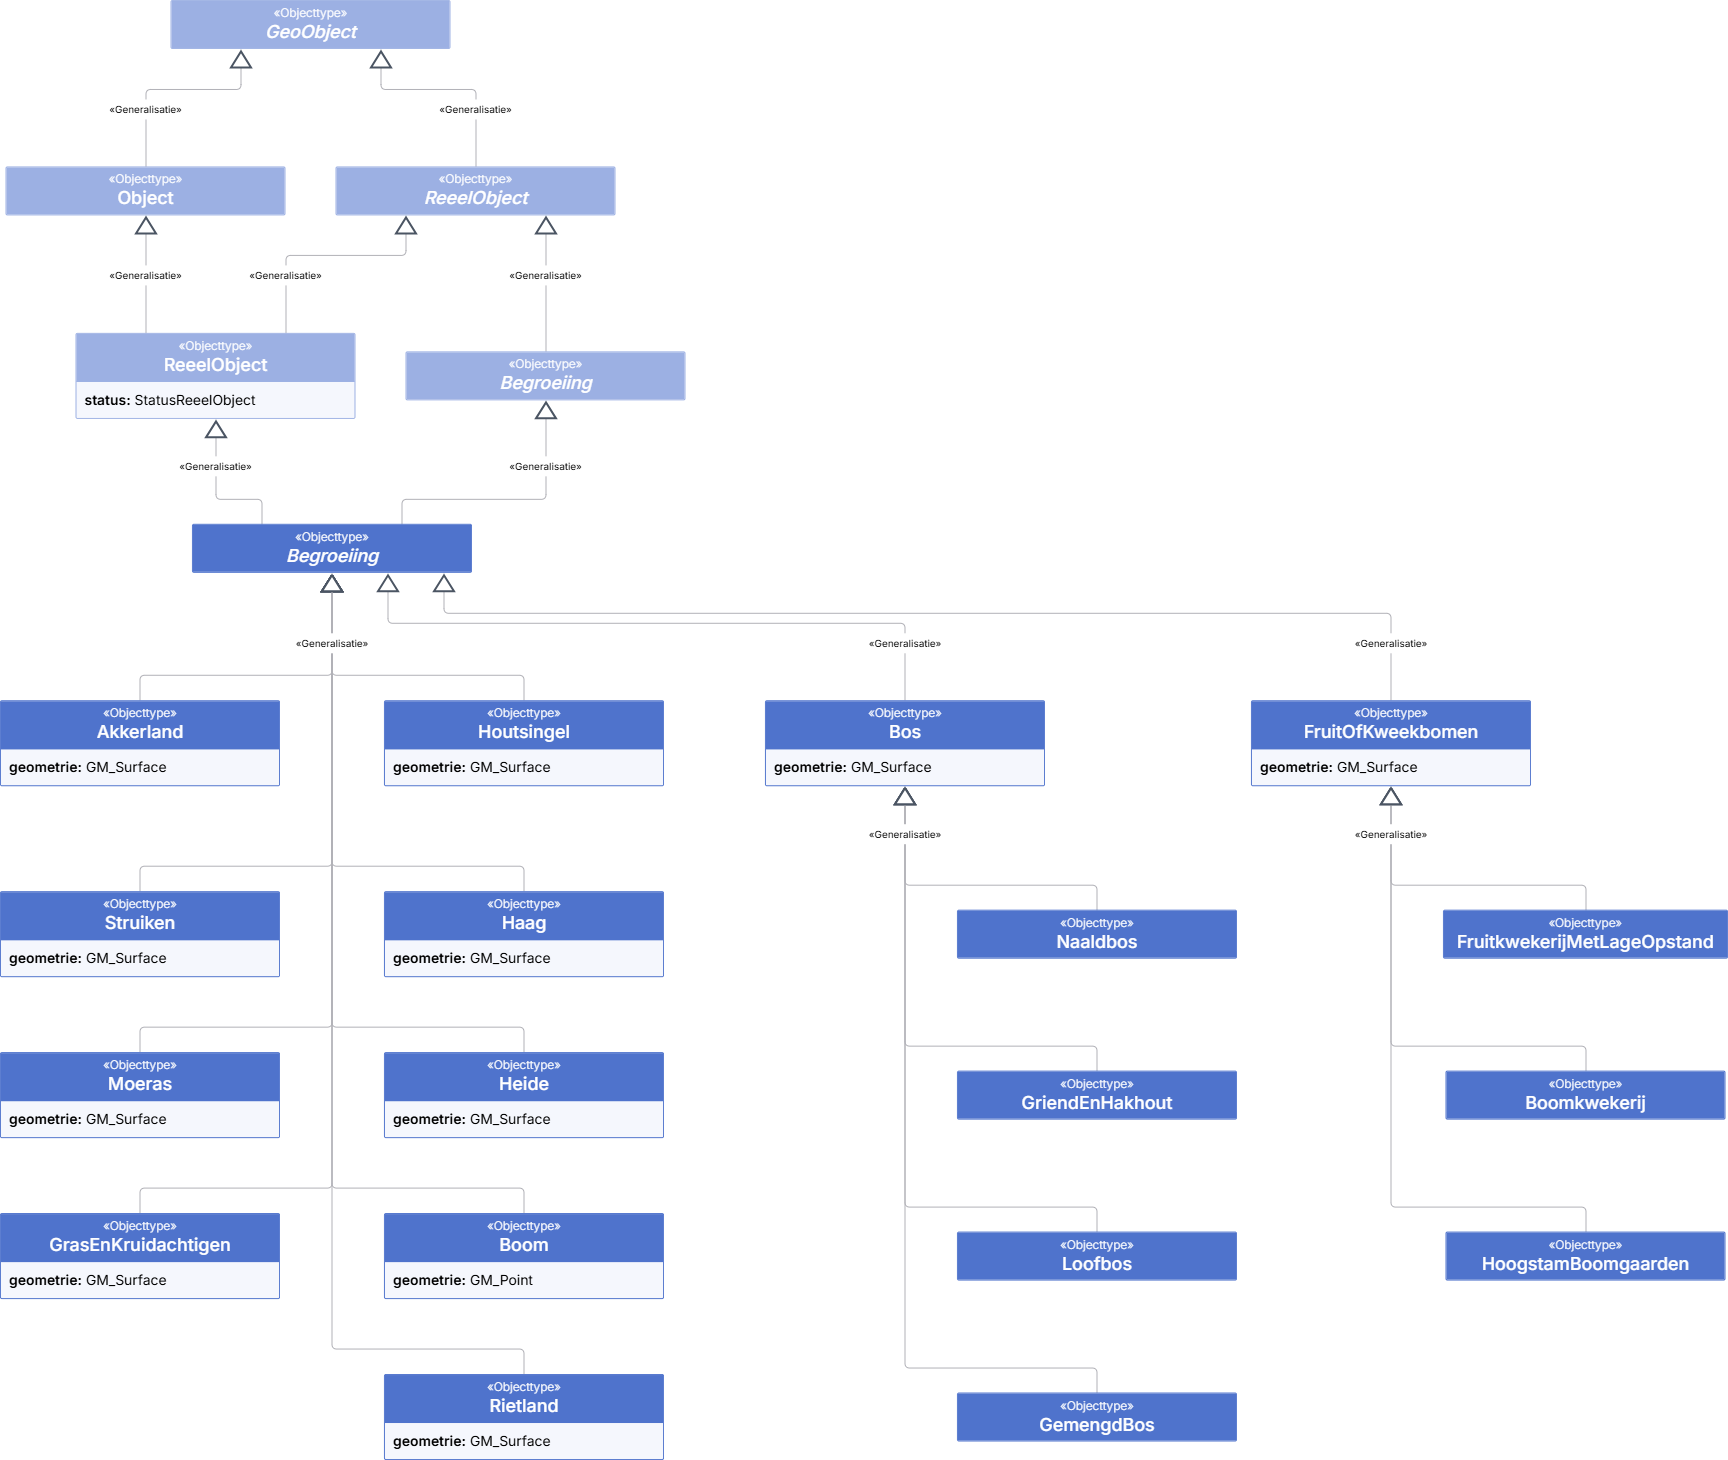 «Objecttype»
GeoObject
«Generalisatie»
«Generalisatie»
«Objecttype»
Object
«Objecttype»
ReeelObject
«Generalisatie»
«Generalisatie»
«Generalisatie»
«Objecttype»
ReeelObject
status: StatusReeelObject
«Objecttype»
Begroeiing
«Generalisatie»
«Generalisatie»
«Objecttype»
Begroeiing
«Generalisatie»
«Generalisatie»
«Generalisatie»
«Objecttype»
Akkerland
geometrie: GM_Surface
«Objecttype»
Houtsingel
geometrie: GM_Surface
«Objecttype»
Bos
geometrie: GM_Surface
«Objecttype»
FruitOfKweekbomen
geometrie: GM_Surface
«Generalisatie»
«Generalisatie»
«Objecttype»
Struiken
geometrie: GM_Surface
«Objecttype»
Haag
geometrie: GM_Surface
«Objecttype»
Naaldbos
«Objecttype»
FruitkwekerijMetLageOpstand
«Objecttype»
Moeras
geometrie: GM_Surface
«Objecttype»
Heide
geometrie: GM_Surface
«Objecttype»
GriendEnHakhout
«Objecttype»
Boomkwekerij
«Objecttype»
GrasEnKruidachtigen
geometrie: GM_Surface
«Objecttype»
Boom
geometrie: GM_Point
«Objecttype»
Loofbos
«Objecttype»
HoogstamBoomgaarden
«Objecttype»
Rietland
geometrie: GM_Surface
«Objecttype»
GemengdBos